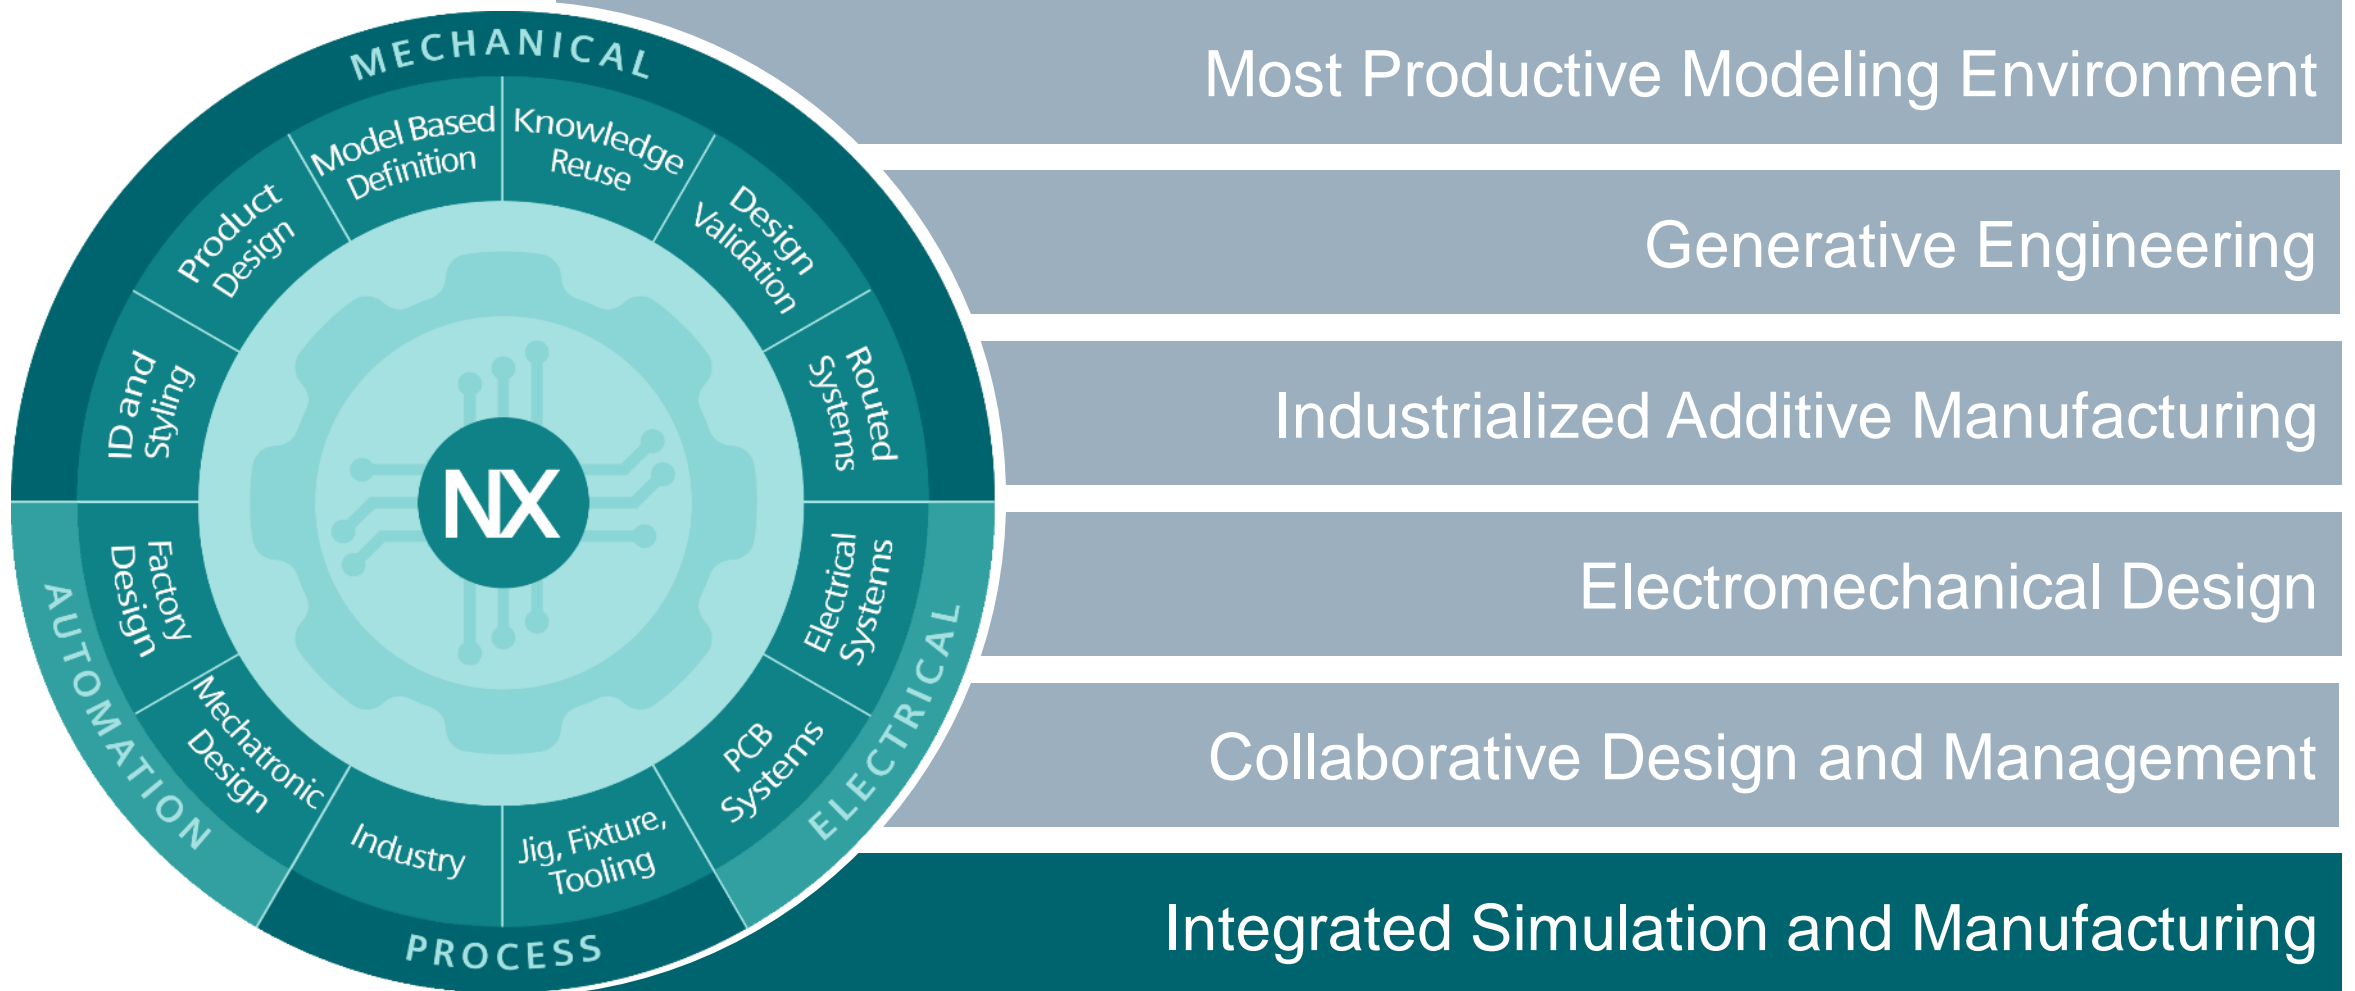 MECHANICAL
Model Based
Definition
Knowledge
Reuse
Design
Validation
Routed
Systems
Product
Design
ID and
Styling
NX
Factory
Design
Mechatronic
Design
AUTOMATION
Industry
Jig, Fixture,
Tooling
PROCESS
PCB
Systems
Electrical
Systems
ELECTRICAL
Most Productive Modeling Environment
Generative Engineering
Industrialized Additive Manufacturing
Electromechanical Design
Collaborative Design and Management
Integrated Simulation and Manufacturing